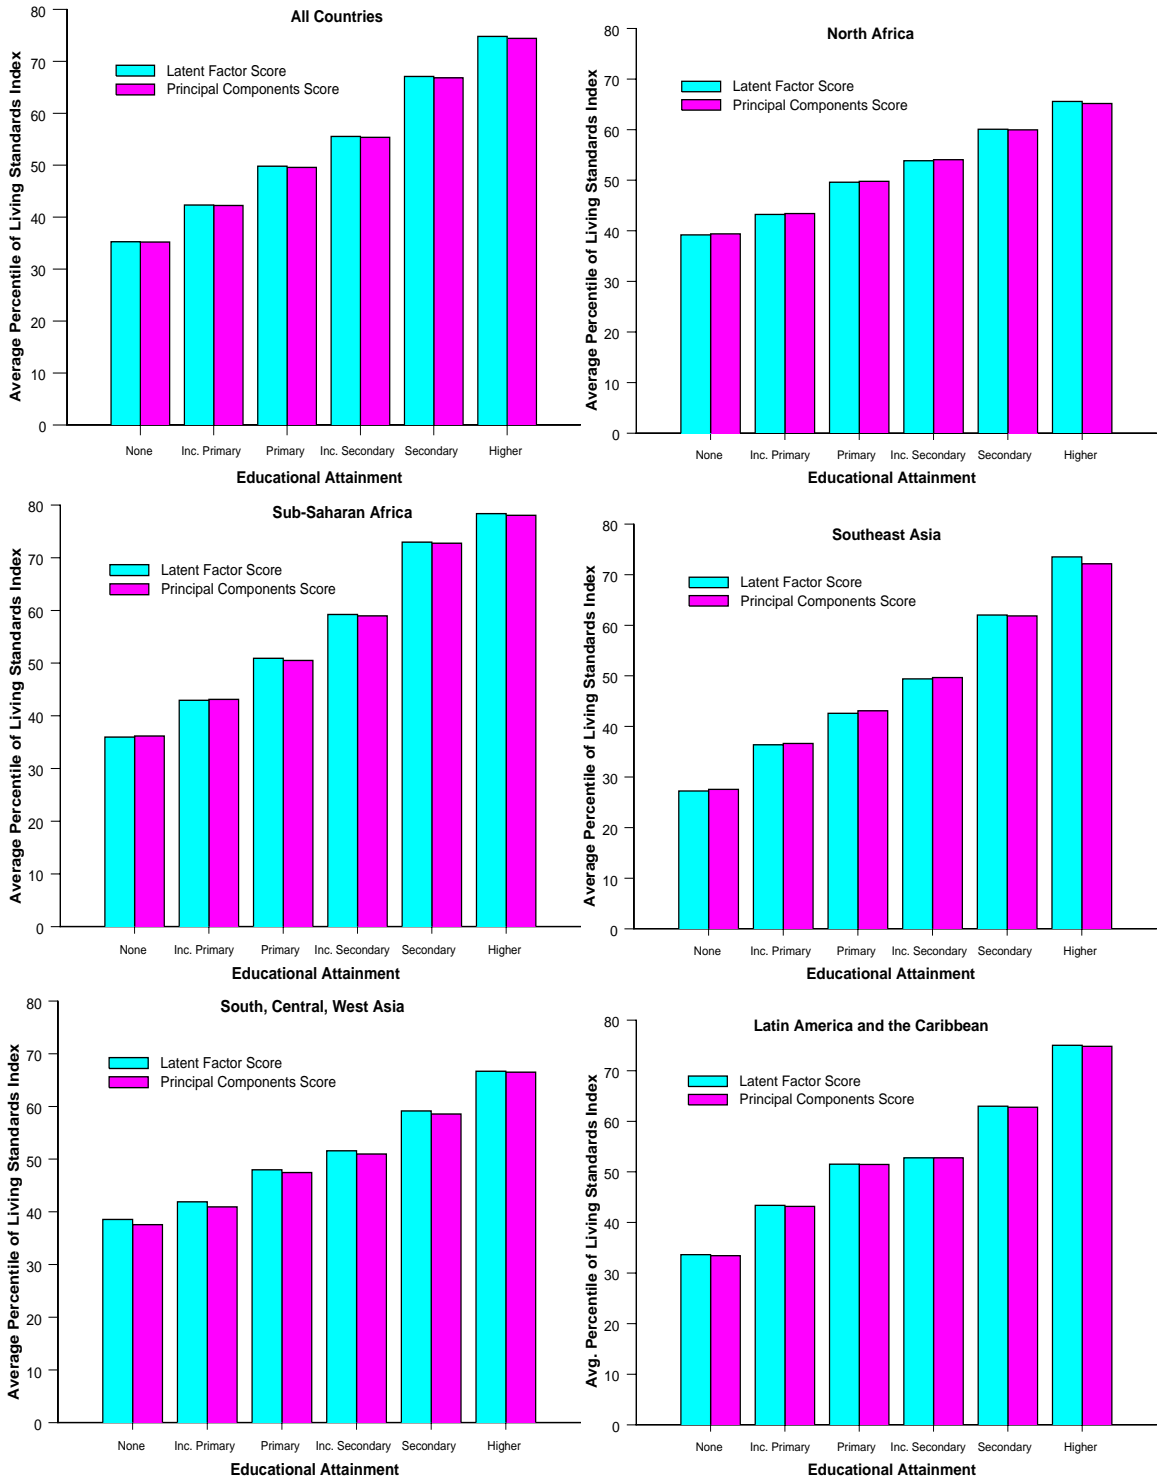 All Countries
Latent Factor Score
Principal Components Score
Average Percentile of Living Standards Index
80
70
60
50
40
30
20
10
0
None Inc. Primary Primary Inc. Secondary Secondary Higher
Educational Attainment
North Africa
Latent Factor Score
Principal Components Score
Average Percentile of Living Standards Index
80
70
60
50
40
30
20
10
0
None Inc. Primary Primary Inc. Secondary Secondary Higher
Educational Attainment
Sub-Saharan Africa
Latent Factor Score
Principal Components Score
Average Percentile of Living Standards Index
80
70
60
50
40
30
20
10
0
None Inc. Primary Primary Inc. Secondary Secondary Higher
Educational Attainment
Southeast Asia
Latent Factor Score
Principal Components Score
Average Percentile of Living Standards Index
80
70
60
50
40
30
20
10
0
None Inc. Primary Primary Inc. Secondary Secondary Higher
Educational Attainment
South, Central, West Asia
Latent Factor Score
Principal Components Score
Average Percentile of Living Standards Index
80
70
60
50
40
30
20
10
0
None Inc. Primary Primary Inc. Secondary Secondary Higher
Educational Attainment
Latin America and the Caribbean
Latent Factor Score
Principal Components Score
Avg. Percentile of Living Standards Index
80
70
60
50
40
30
20
10
0
None Inc. Primary Primary Inc. Secondary Secondary Higher
Educational Attainment